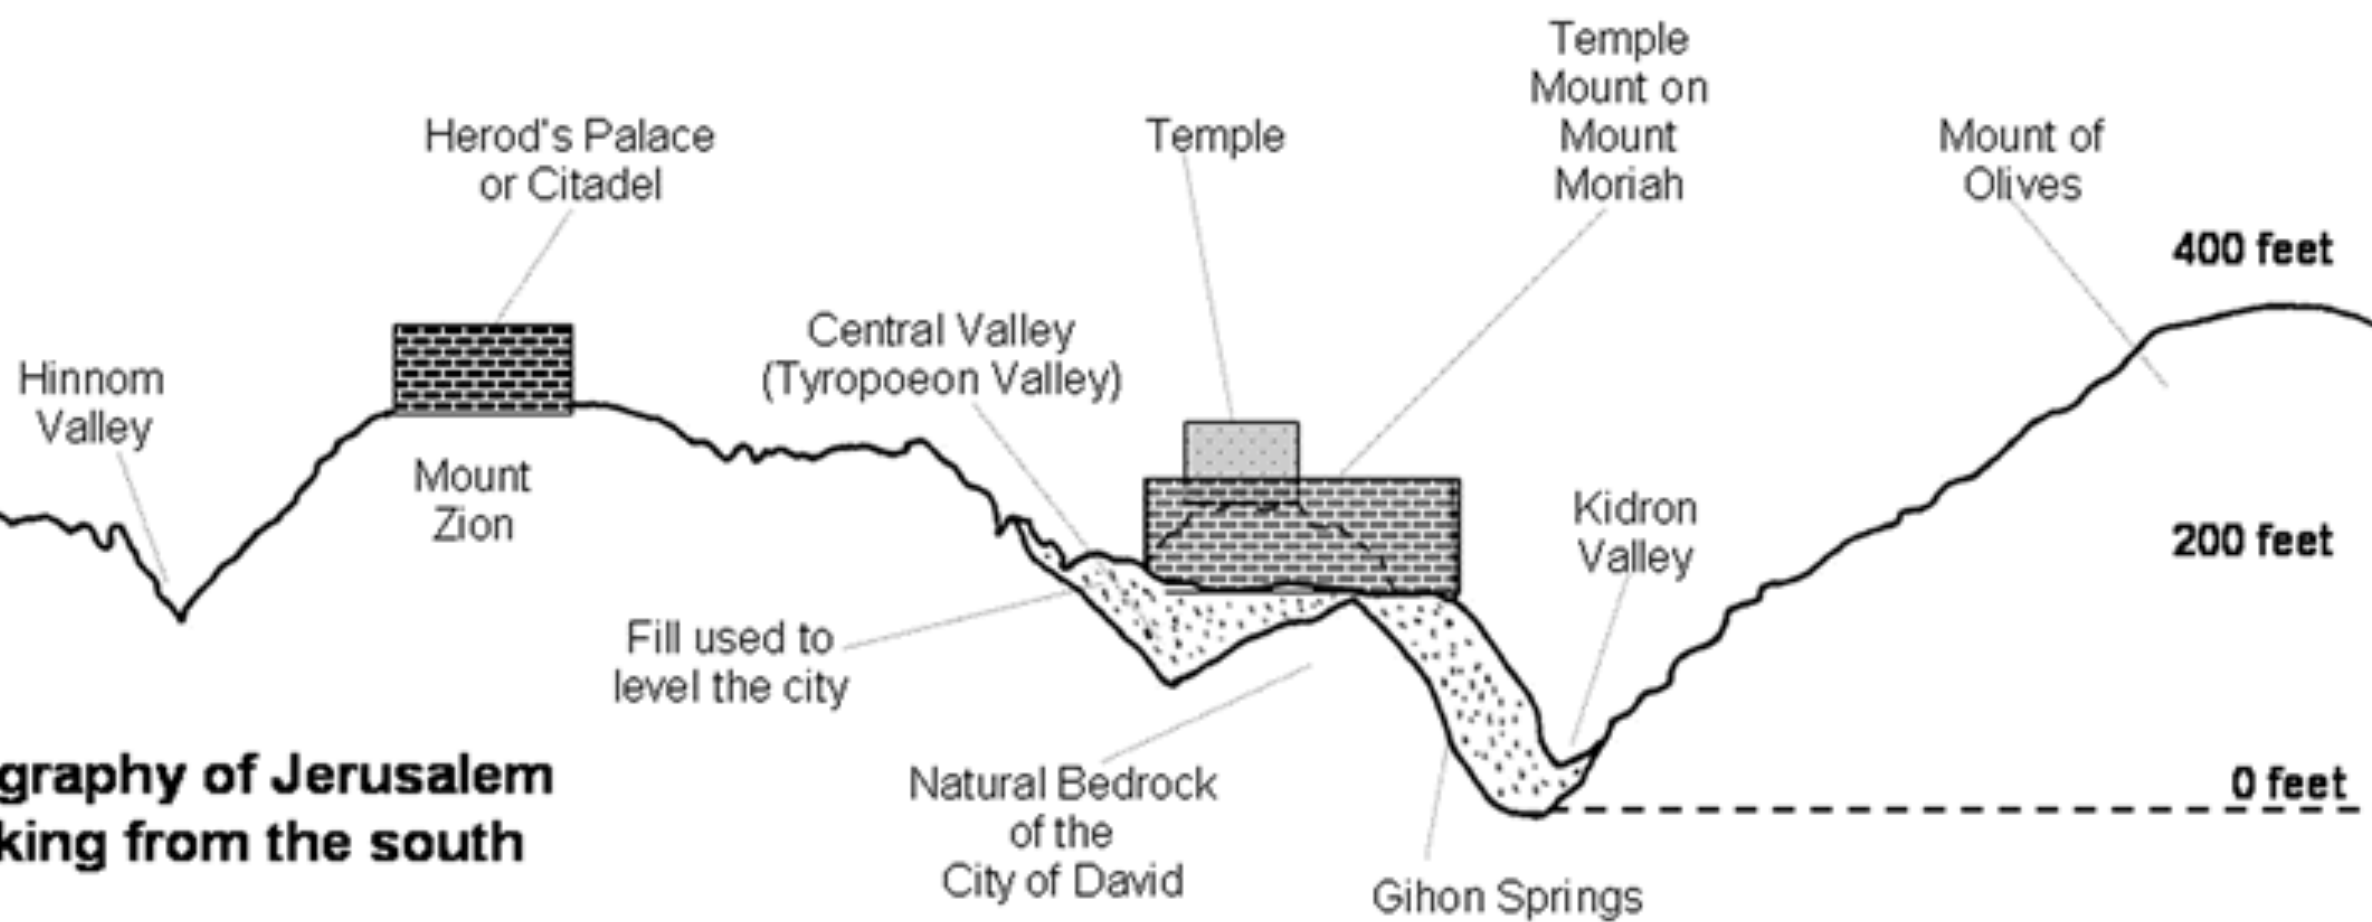 Temple
Mount on
Mount
Moriah
Herod's Palace
or Citadel
Temple
Mount of
Olives
400 feet
Central Valley
(Tyropoeon Valley)
Hinnom
Valley
Mount
Zion
Kidron
Valley
200 feet
Fill used to
level the city
graphy of Jerusalem
king from the south
Natural Bedrock
of the
City of David
0 feet
Gihon Springs